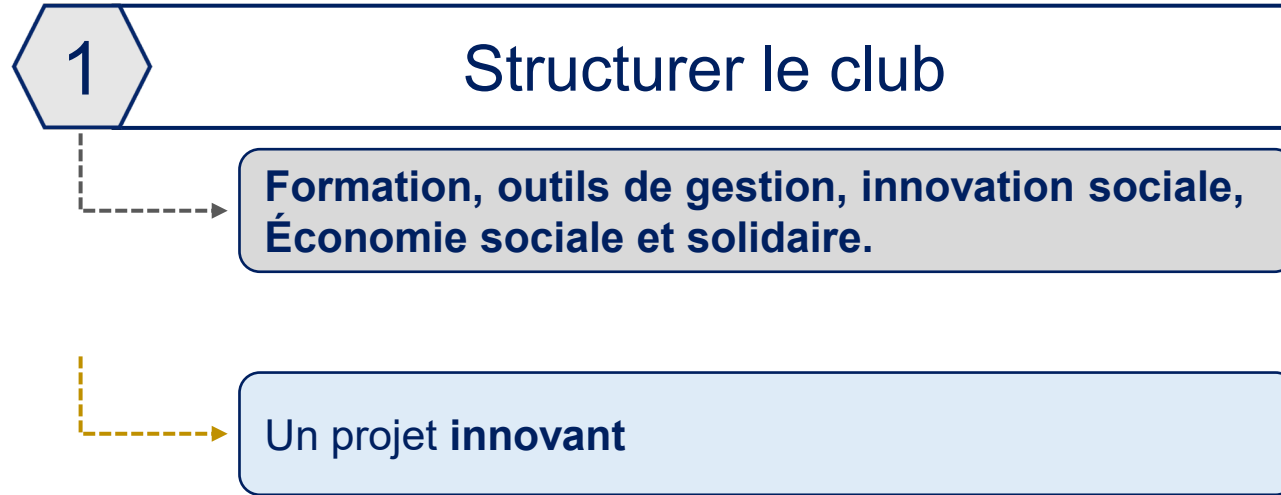 1
Structurer le club
Formation, outils de gestion, innovation sociale,
Économie sociale et solidaire.
Un projet innovant